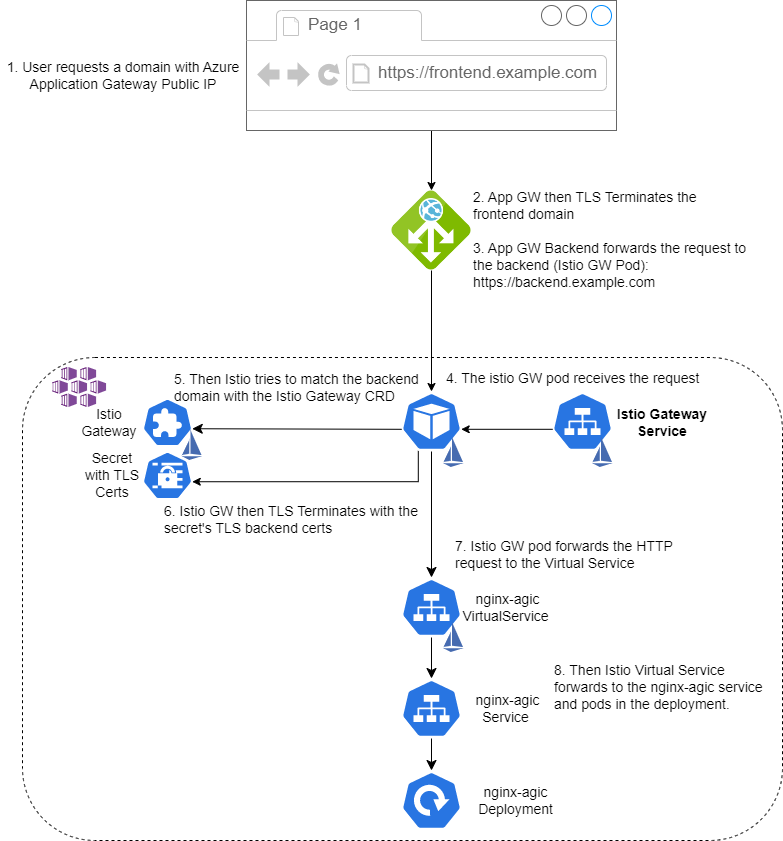 Page 1
https://frontend.example.com
1. User requests a domain with Azure
Application Gateway Public IP
2. App GW then TLS Terminates the
frontend domain
3. App GW Backend forwards the request to
the backend (Istio GW Pod):
https://backend.example.com
5. Then Istio tries to match the backend
domain with the Istio Gateway CRD
4. The istio GW pod receives the request
Istio
Gateway
Istio Gateway
Service
Secret
with TLS
Certs
6. Istio GW then TLS Terminates with the
secret's TLS backend certs
7. Istio GW pod forwards the HTTP
request to the Virtual Service
nginx-agic
VirtualService
8. Then Istio Virtual Service
forwards to the nginx-agic service
and pods in the deployment.
nginx-agic
Service
nginx-agic
Deployment